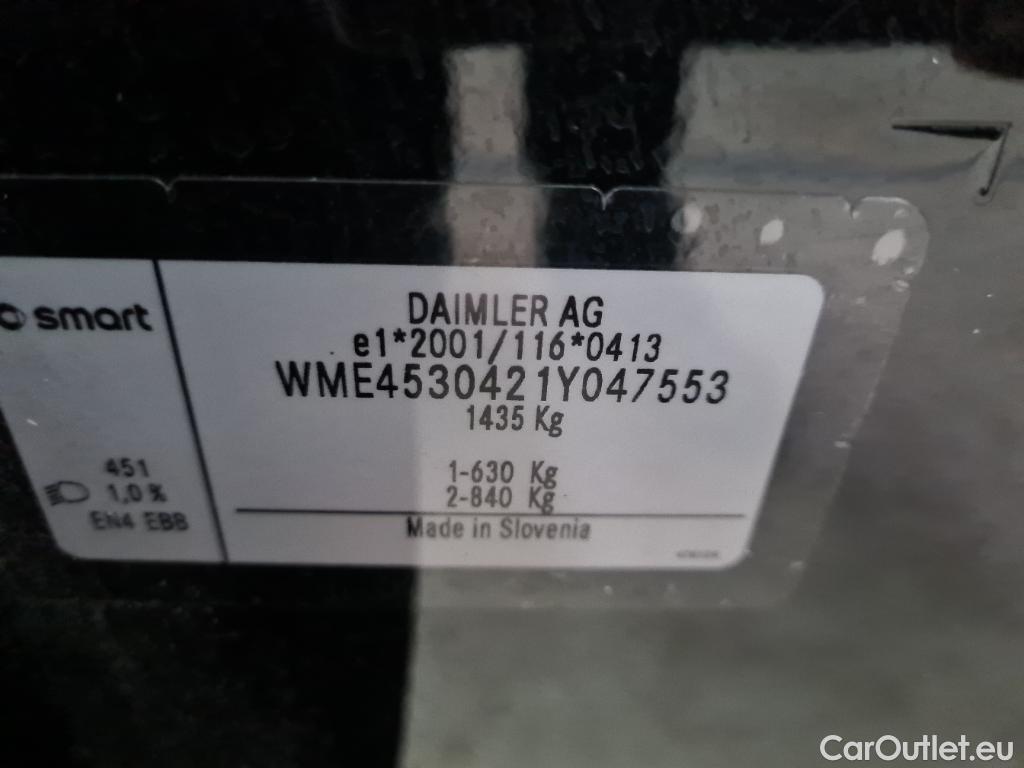 smart
451
1,0 %
EN4 EBB
DAIMLER AG
e1*2001/116*0413
WME4530421Y047553
1435 Kg
1-630 Kg
2-840 Kg
Made in Slovenia
CarOutlet.eu